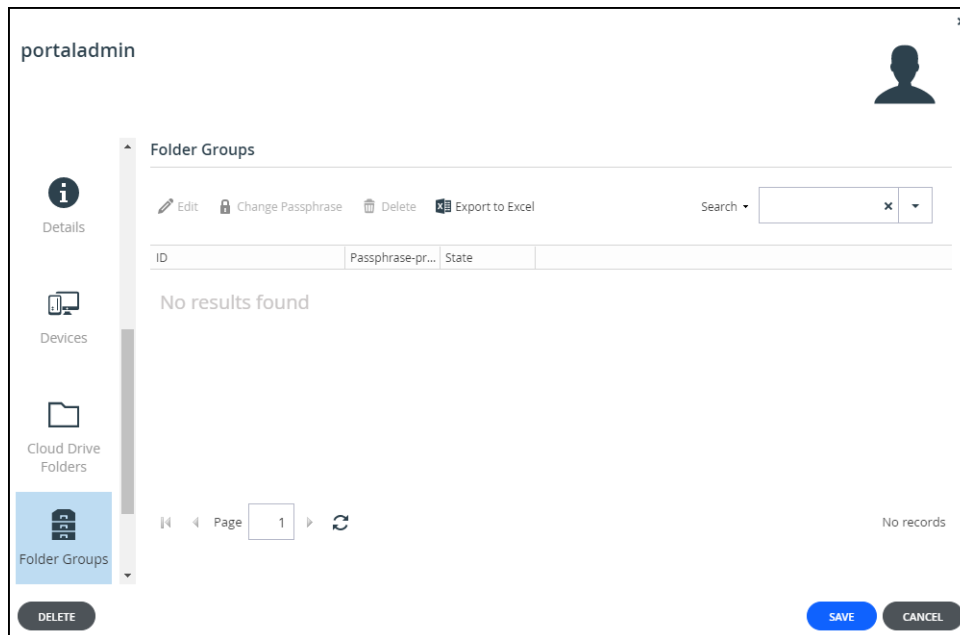 portaladmin
Folder Groups
Edit Change Passphrase Delete Export to Excel Search
Details
ID Passphrase-pr... State
No results found
Devices
Cloud Drive
Folders
Page 1 No records
Folder Groups
DELETE SAVE CANCEL